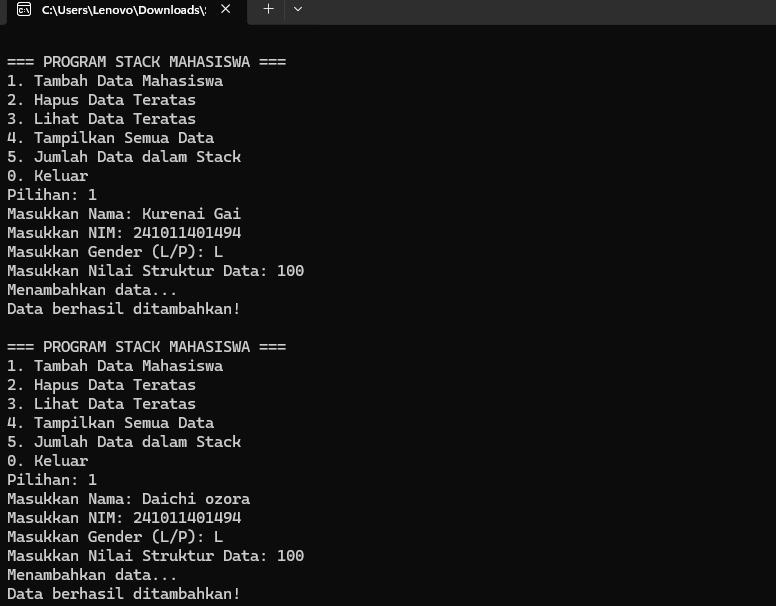 C:\Users\Lenovo\Downloads\
=== PROGRAM STACK MAHASISWA ===
1. Tambah Data Mahasiswa
2. Hapus Data Teratas
3. Lihat Data Teratas
4. Tampilkan Semua Data
5. Jumlah Data dalam Stack
0. Keluar
Pilihan: 1
Masukkan Nama: Kurenai Gai
Masukkan NIM: 241011401494
Masukkan Gender (L/P): L
Masukkan Nilai Struktur Data: 100
Menambahkan data...
Data berhasil ditambahkan!
=== PROGRAM STACK MAHASISWA ===
1. Tambah Data Mahasiswa
2. Hapus Data Teratas
3. Lihat Data Teratas
4. Tampilkan Semua Data
5. Jumlah Data dalam Stack
0. Keluar
Pilihan: 1
Masukkan Nama: Daichi ozora
Masukkan NIM: 241011401494
Masukkan Gender (L/P): L
Masukkan Nilai Struktur Data: 100
Menambahkan data...
Data berhasil ditambahkan!